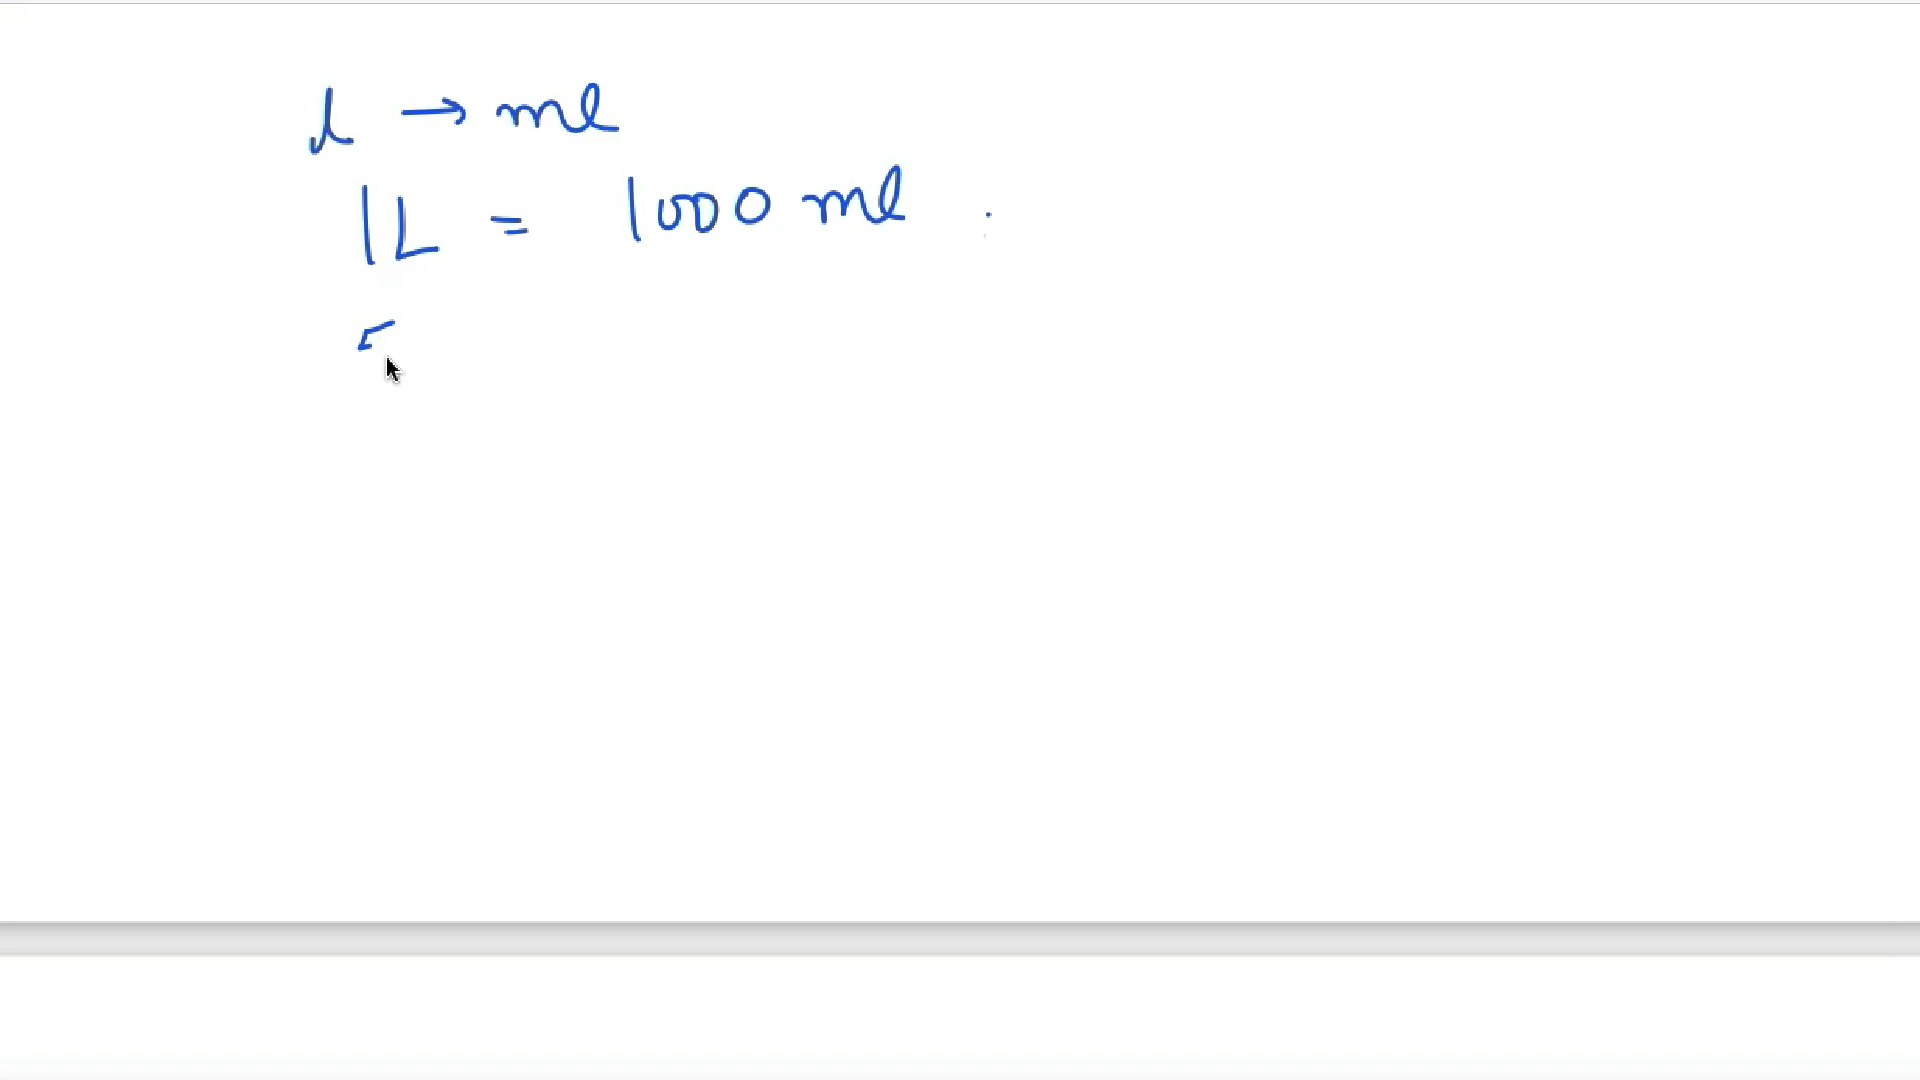 l → ml
1L = 1000 ml